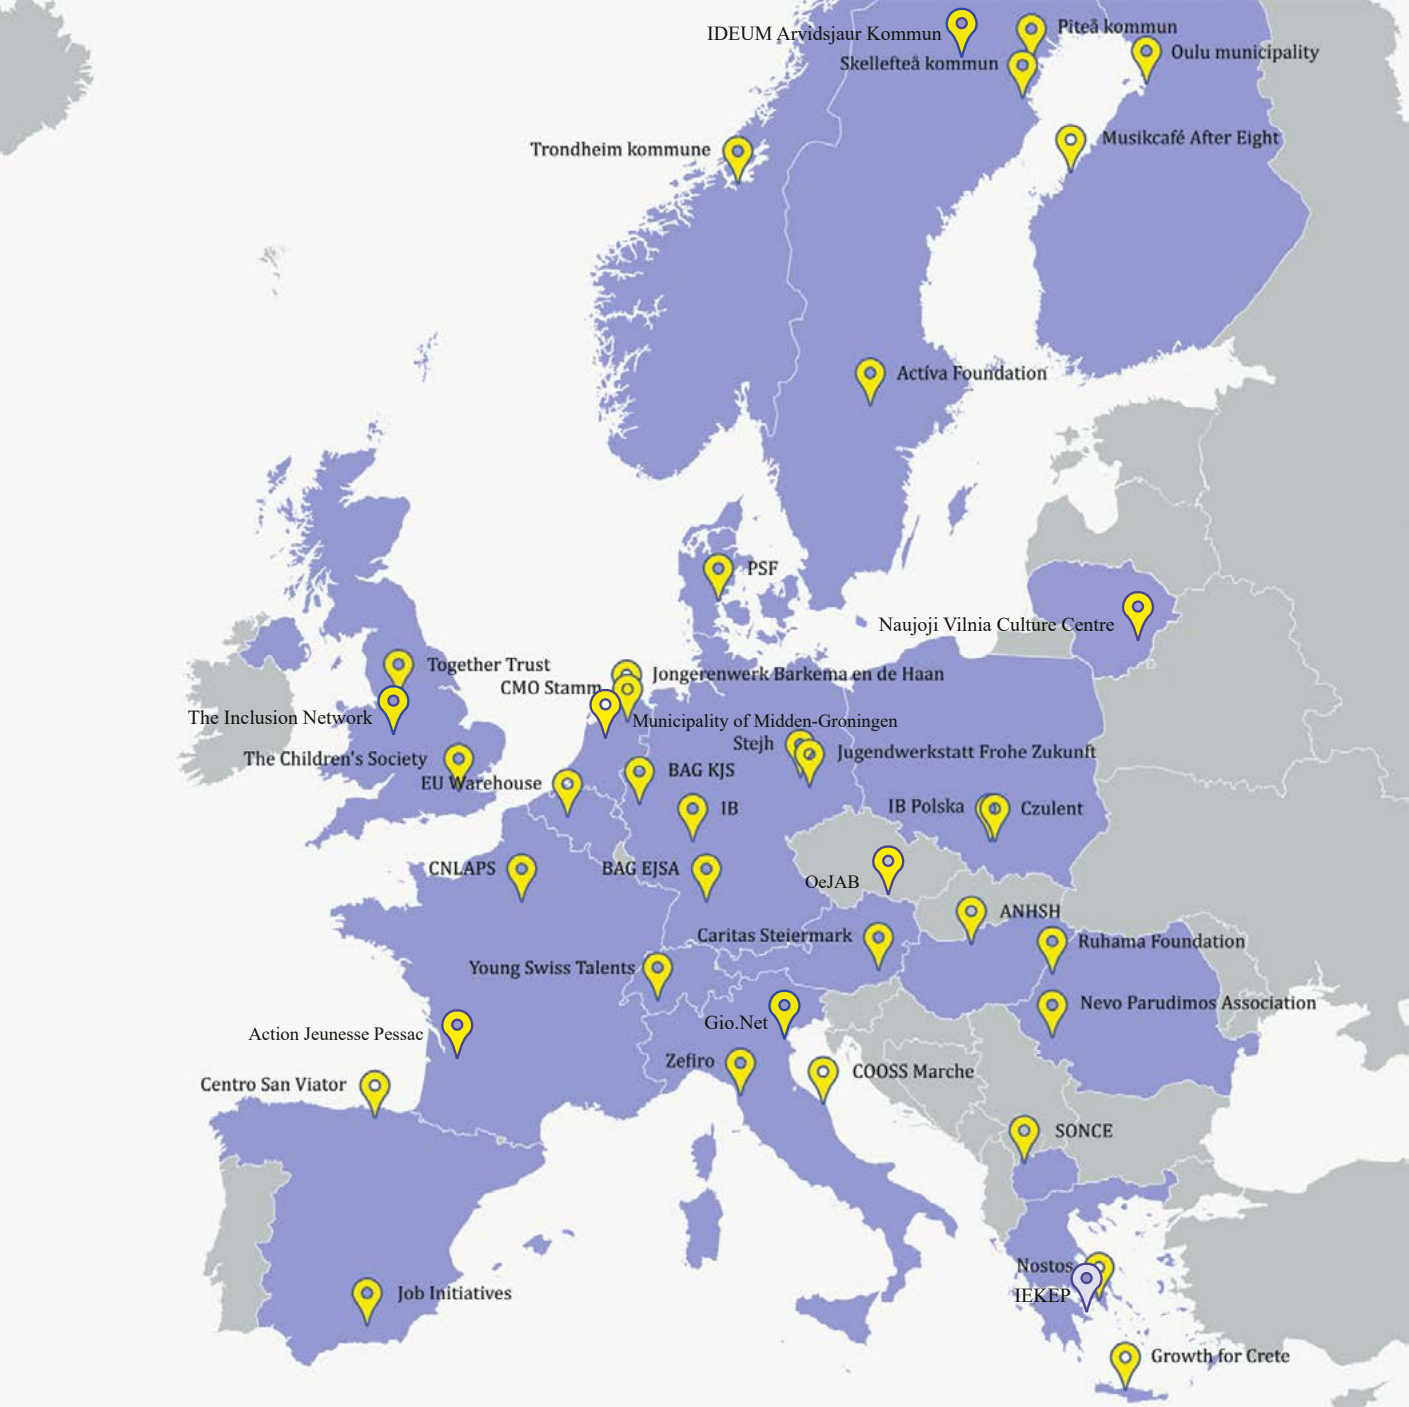 IDEUM Arvidsjaur Kommun
Piteå kommun
Skellefteå kommun
Oulu municipality
Musikcafé After Eight
Trondheim kommune
Activa Foundation
PSF
Naujoji Vilnia Culture Centre
Together Trust
Jongerenwerk Barkema en de Haan
CMO Stamm
The Inclusion Network
Municipality of Midden-Groningen
Stejh
Jugendwerkstatt Frohe Zukunft
The Children's Society
BAG KJS
EU Warehouse
IB
IB Polska
Czulent
CNLAPS
BAG EJSA
OeJAB
ANHSH
Caritas Steiermark
Ruhama Foundation
Young Swiss Talents
Nevo Parudimos Association
Gio.Net
Action Jeunesse Pessac
Zefiro
COOSS Marche
Centro San Viator
SONCE
Nostos
Job Initiatives
IEKEP
Growth for Crete